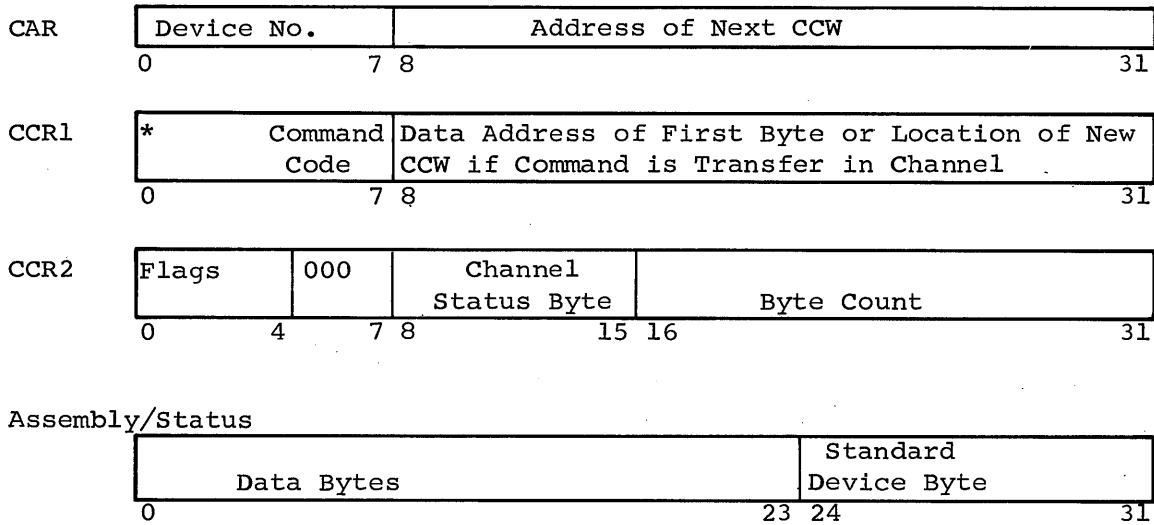 CAR Device No. Address of Next CCW
0 7 8 31
CCR1 * Command Data Address of First Byte or Location of New
Code CCW if Command is Transfer in Channel
0 7 8 31
CCR2 Flags 000 Channel
Status Byte Byte Count
0 4 7 8 15 16 31
Assembly/Status
Standard
Data Bytes Device Byte
0 23 24 31